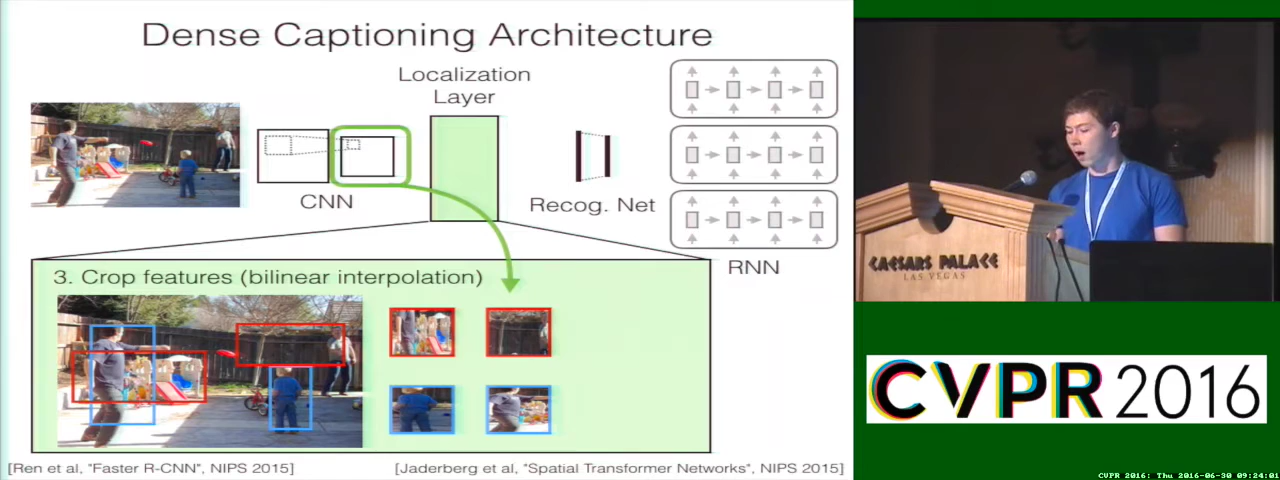 Dense Captioning Architecture
Localization
Layer
CNN
Recog. Net
RNN
3. Crop features (bilinear interpolation)
[Ren et al, "Faster R-CNN", NIPS 2015]
[Jaderberg et al, "Spatial Transformer Networks", NIPS 2015]
CAESARS PALACE
LAS VEGAS
CVPR 2016
CVPR 2016: Thu 2016-06-30 09:24:01